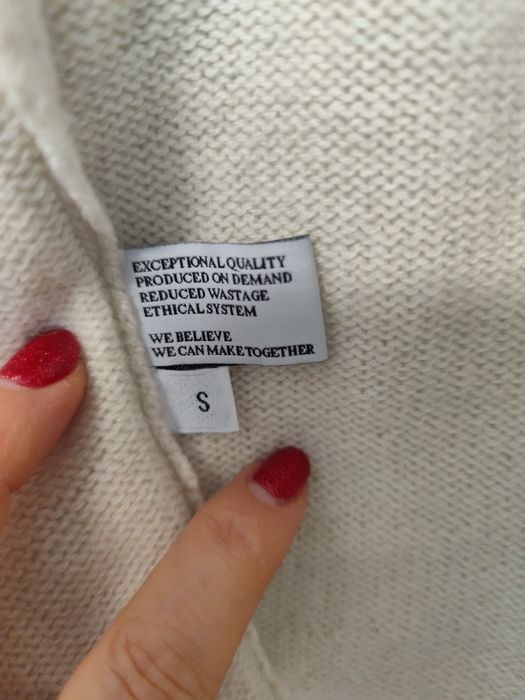 EXCEPTIONAL QUALITY
PRODUCED ON DEMAND
REDUCED WASTAGE
ETHICAL SYSTEM
WE BELIEVE
WE CAN MAKE TOGETHER
S